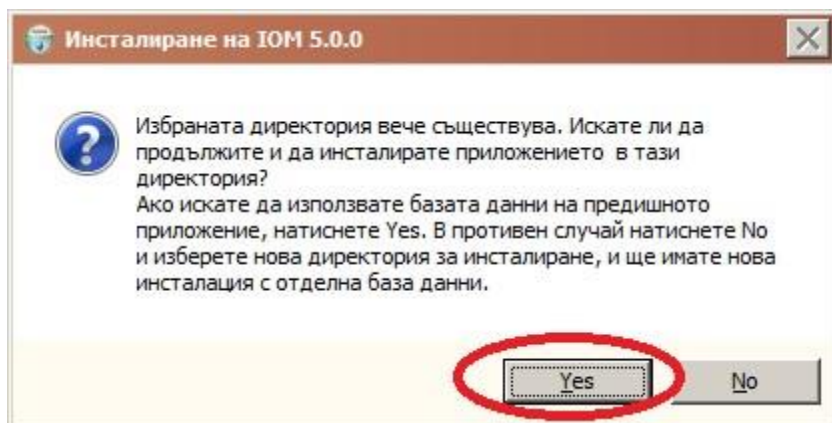 Инсталиране на IOM 5.0.0
Избраната директория вече съществува. Искате ли да
продължите и да инсталирате приложението в тази
директория?
Ако искате да използвате базата данни на предишното
приложение, натиснете Yes. В противен случай натиснете No
и изберете нова директория за инсталиране, и ще имате нова
инсталация с отделна база данни.
Yes No